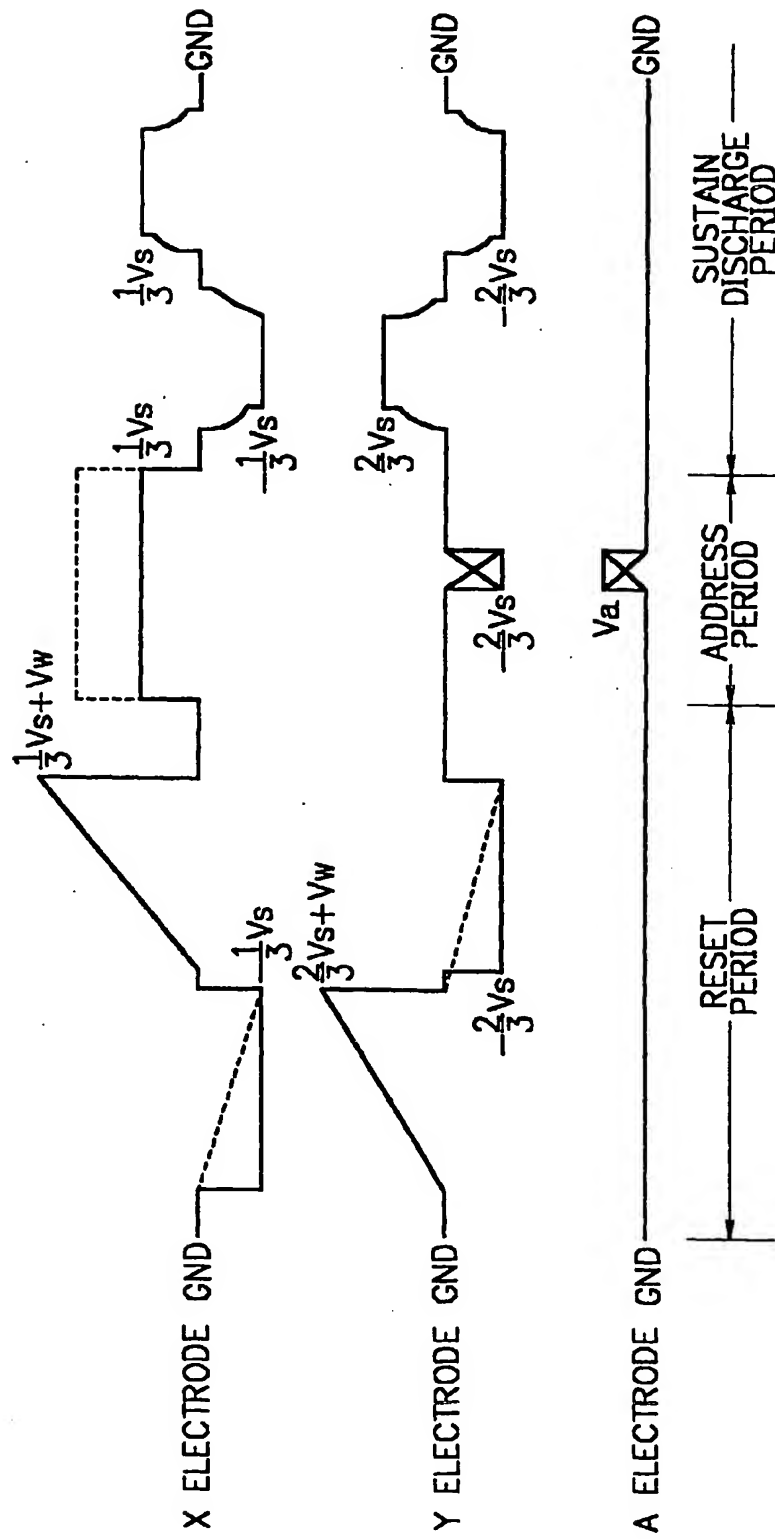 X ELECTRODE GND
-1/3Vs
1/3Vs+Vw
1/3Vs
-1/3Vs
1/3Vs
GND
Y ELECTRODE GND
2/3Vs+Vw
-2/3Vs
-2/3Vs
2/3Vs
-2/3Vs
GND
A ELECTRODE GND
Va
GND
RESET
PERIOD
ADDRESS
PERIOD
SUSTAIN
DISCHARGE
PERIOD